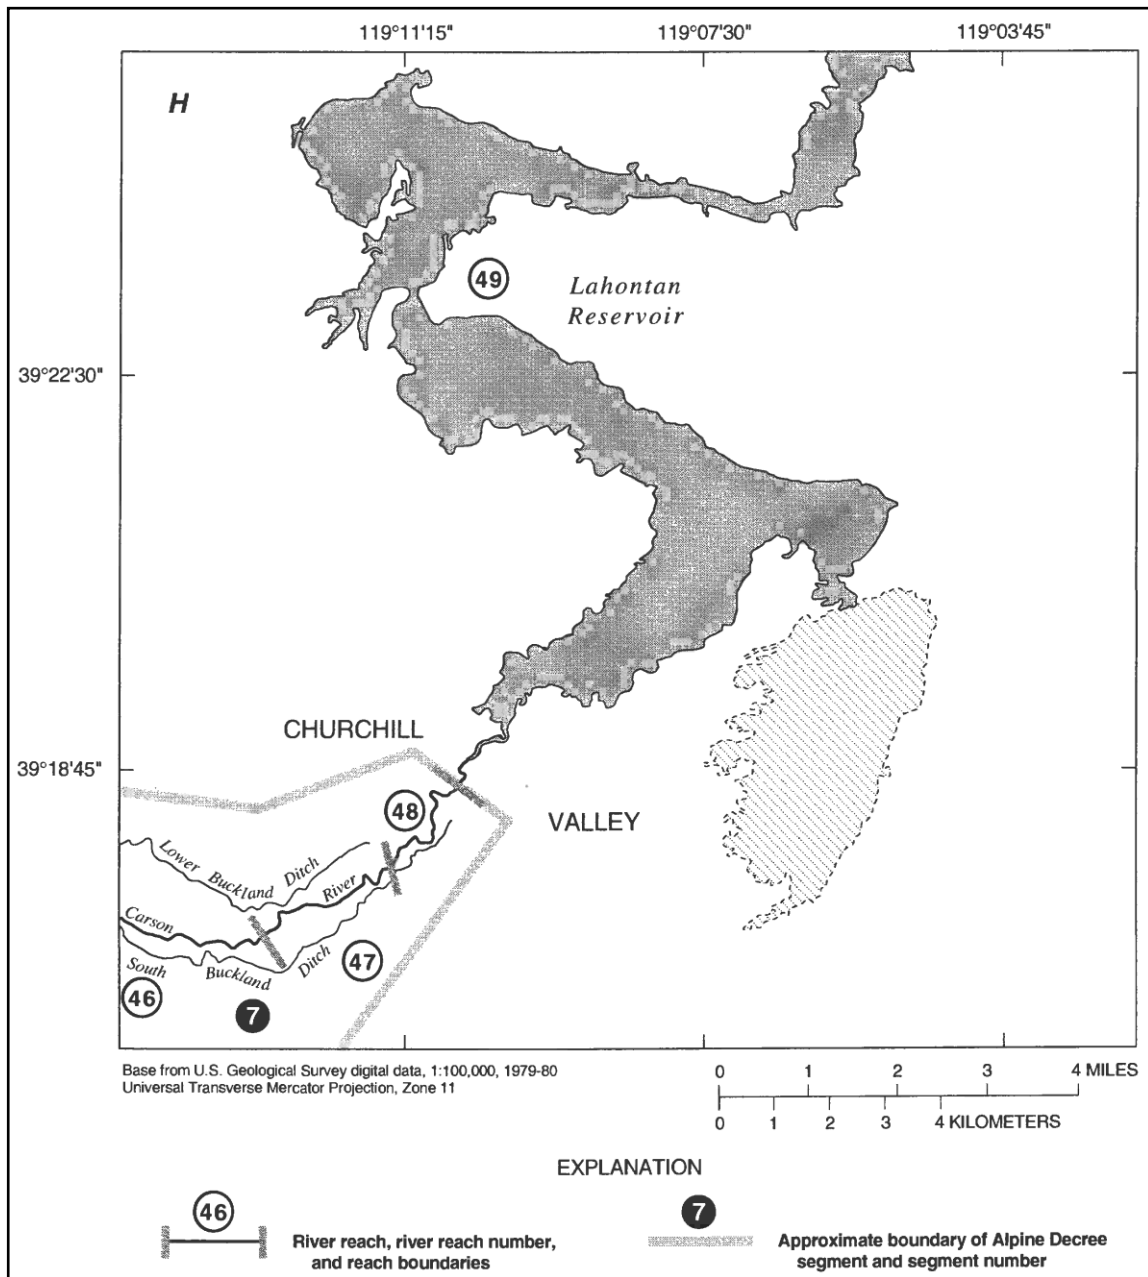 119°11'15"
119°07'30"
119°03'45"
H
49
Lahontan
Reservoir
39°22'30"
CHURCHILL
39°18'45"
48
VALLEY
Lower Buckland Ditch
River
Carson
47
South Buckland Ditch
46
7
Base from U.S. Geological Survey digital data, 1:100,000, 1979-80
Universal Transverse Mercator Projection, Zone 11
0 1 2 3 4 MILES
0 1 2 3 4 KILOMETERS
EXPLANATION
46
River reach, river reach number,
and reach boundaries
7
Approximate boundary of Alpine Decree
segment and segment number